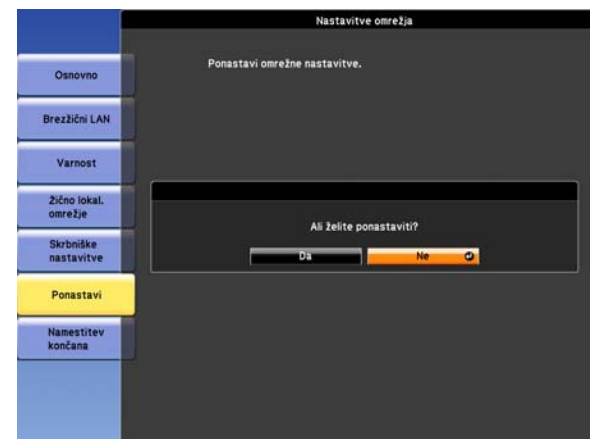 Nastavitve omrežja
Osnovno
Brezžični LAN
Varnost
Žično lokal.
omrežje
Skrbniške
nastavitve
Ponastavi
Namestitev
končana
Ponastavi omrežne nastavitve.
Ali želite ponastaviti?
Da
Ne